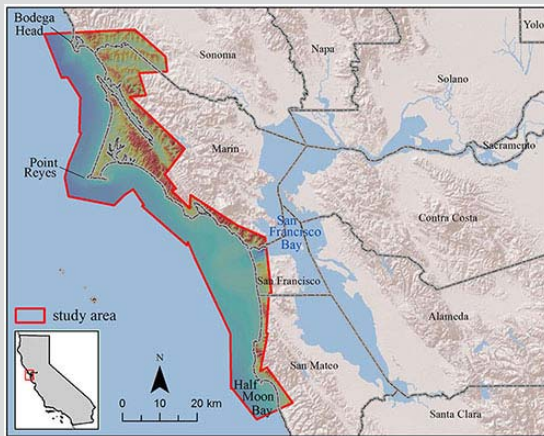 Bodega
Head
Sonoma
Napa
Yolo
Solano
Sacramento
Marin
Point
Reyes
Contra Costa
San
Francisco
Bay
San Francisco
study area
Alameda
San Mateo
N
Half
Moon
Bay
0 10 20 km
Santa Clara